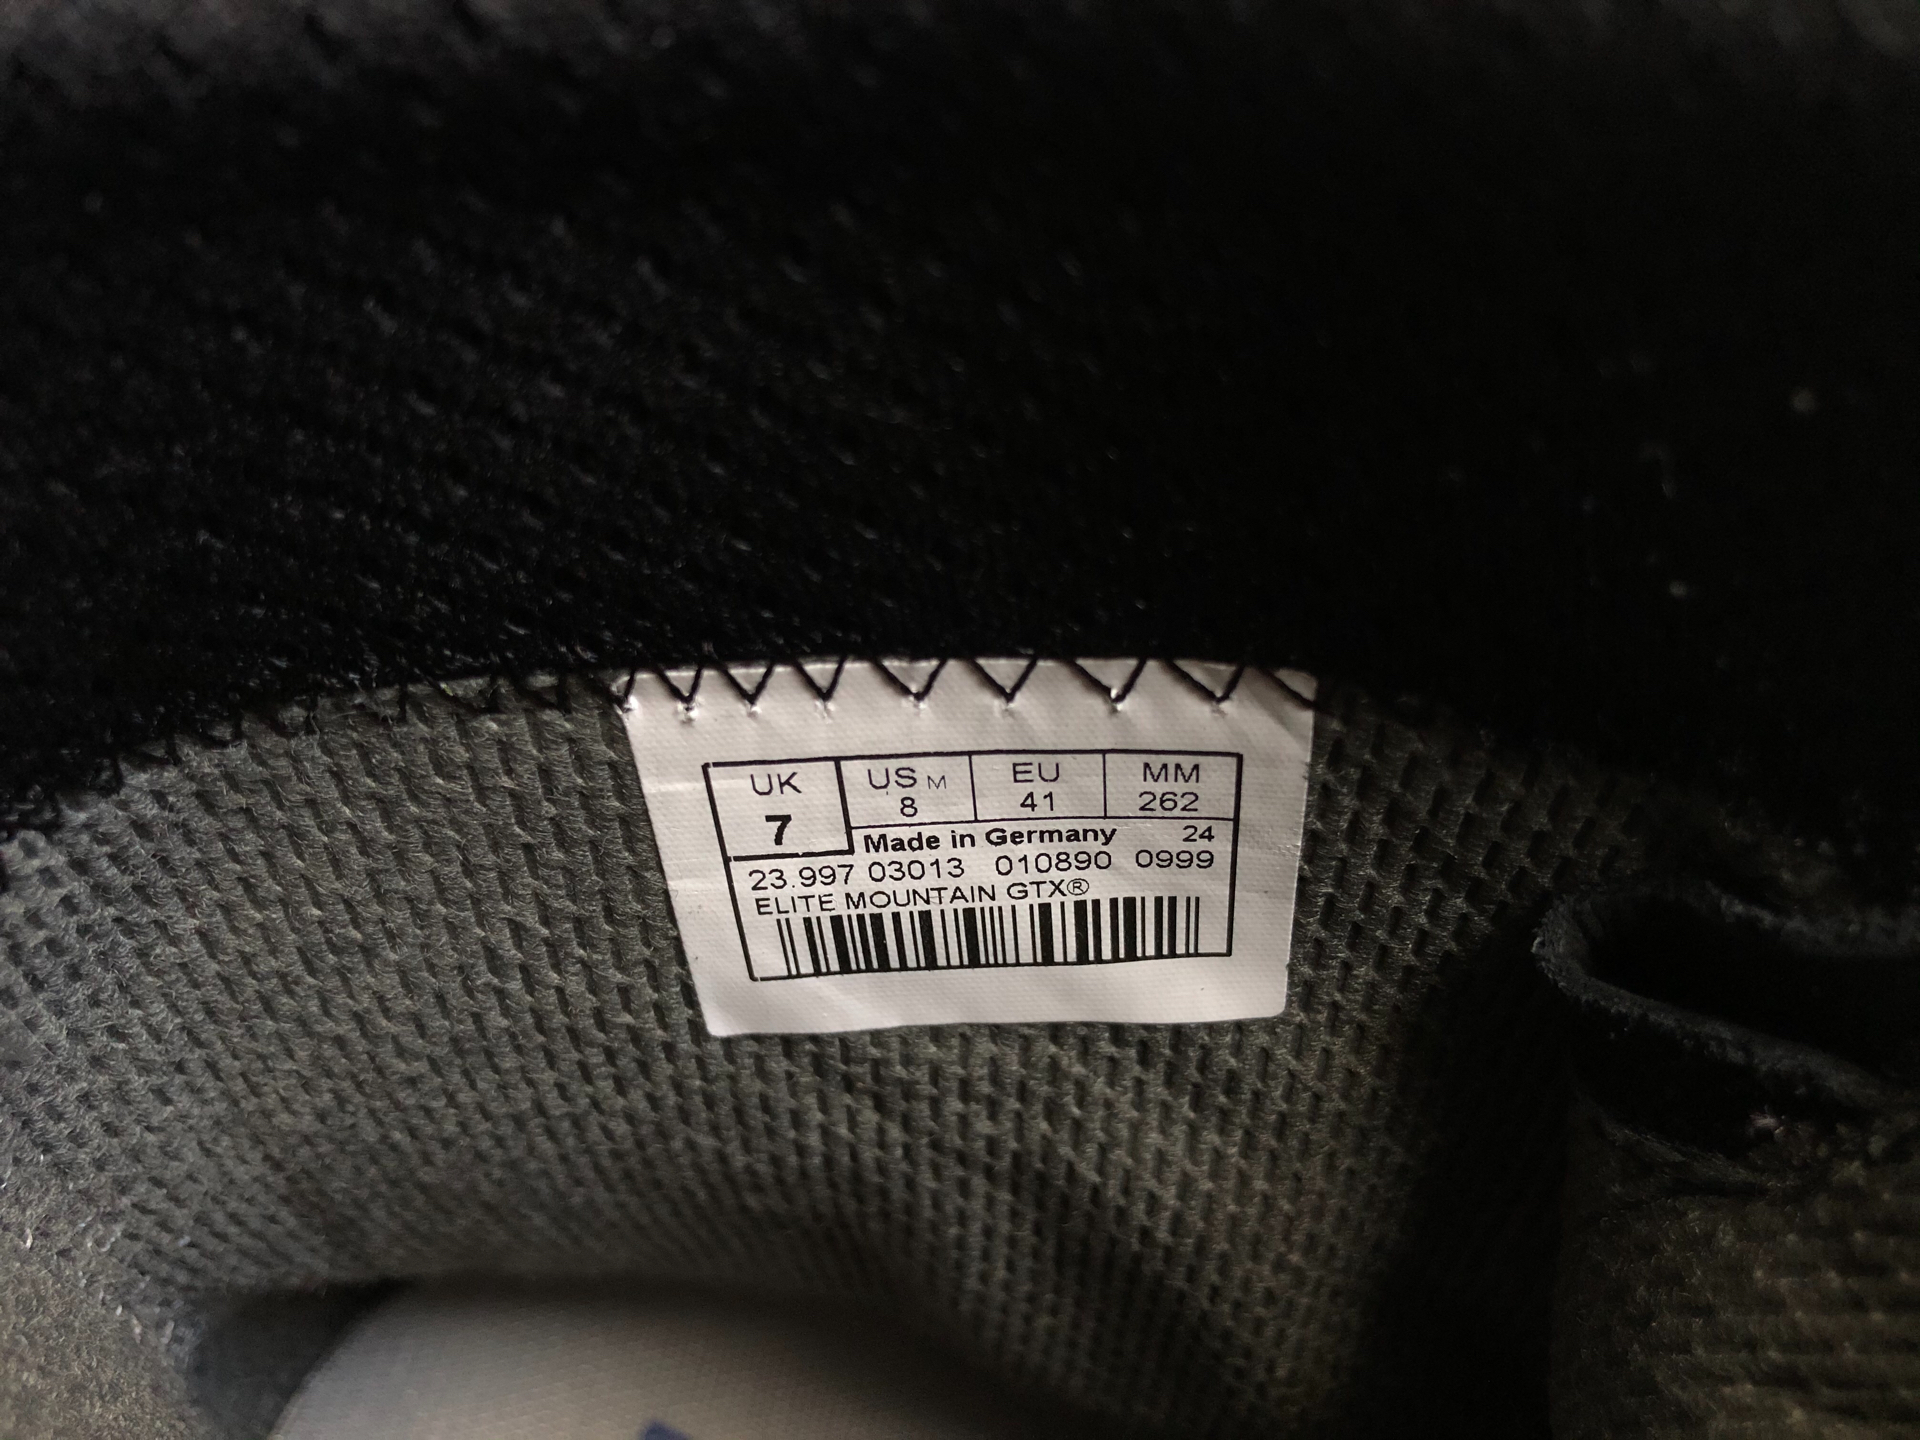 UK US M EU MM
7 8 41 262
Made in Germany 24
23.997 03013 010890 0999
ELITE MOUNTAIN GTX®